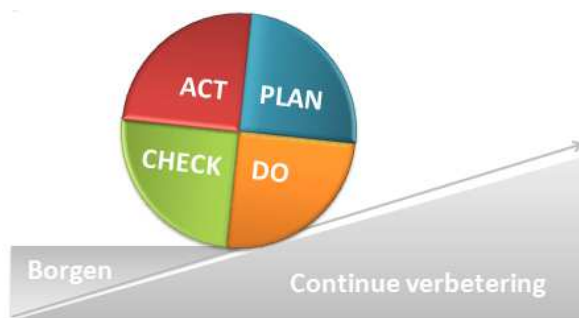 ACT
PLAN
CHECK
DO
Borgen
Continue verbetering